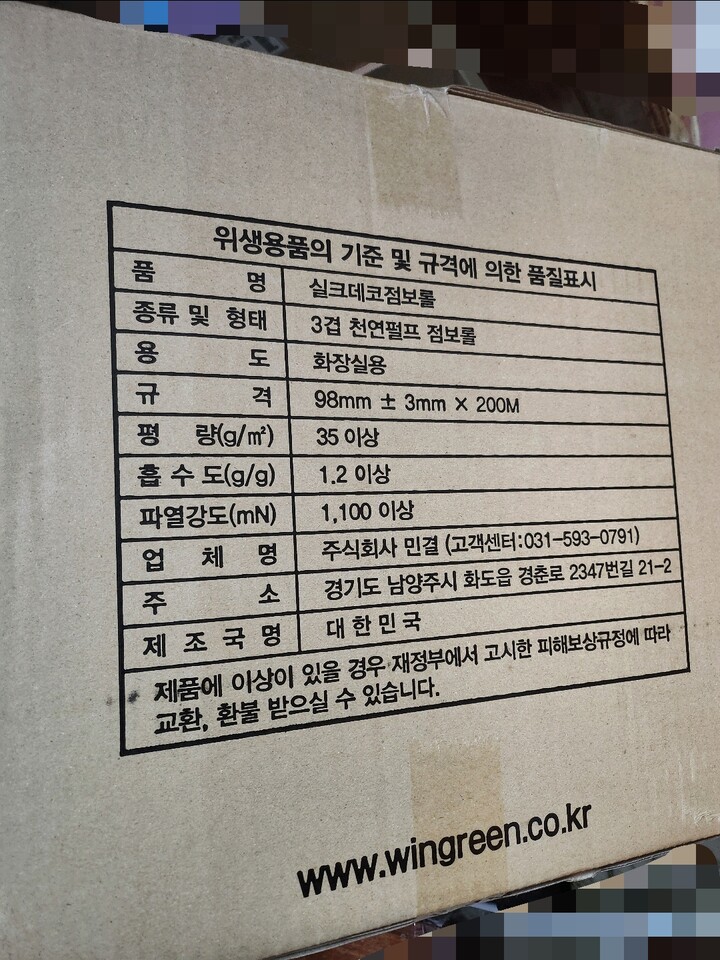 위생용품의 기준 및 규격에 의한 품질표시
품 명 실크데코점보롤
종류 및 형태 3겹 천연펄프 점보롤
용 도 화장실용
규 격 98mm ± 3mm × 200M
평 량(g/㎡) 35 이상
흡 수 도(g/g) 1.2 이상
파열강도(mN) 1,100 이상
업 체 명 주식회사 민결 (고객센터:031-593-0791)
주 소 경기도 남양주시 화도읍 경춘로 2347번길 21-2
제 조 국 명 대 한 민 국
제품에 이상이 있을 경우 재정부에서 고시한 피해보상규정에 따라
교환, 환불 받으실 수 있습니다.
www.wingreen.co.kr